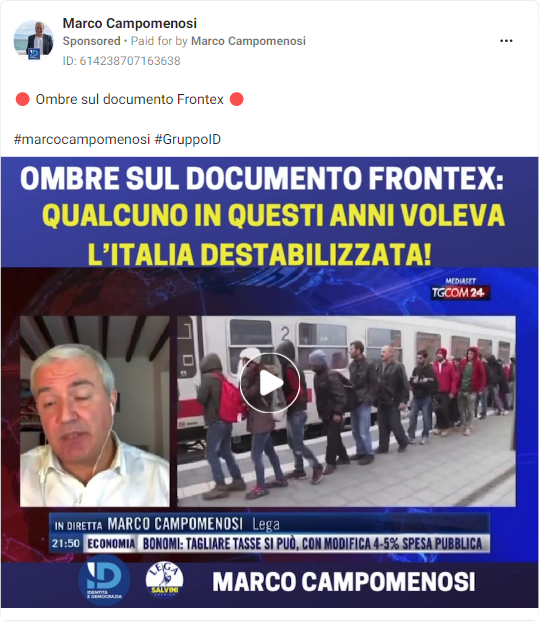 Marco Campomenosi
Sponsored • Paid for by Marco Campomenosi
ID: 614238707163638
Ombre sul documento Frontex
#marcocampomenosi #GruppoID
OMBRE SUL DOCUMENTO FRONTEX:
QUALCUNO IN QUESTI ANNI VOLEVA
L'ITALIA DESTABILIZZATA!
MEDIASET
TGCOM 24
2
IN DIRETTA MARCO CAMPOMENOSI Lega
21:50 ECONOMIA BONOMI: TAGLIARE TASSE SI PUÒ, CON MODIFICA 4-5% SPESA PUBBLICA
ID
IDENTITÀ
E DEMOCRAZIA
LEGA
SALVINI
MARCO CAMPOMENOSI